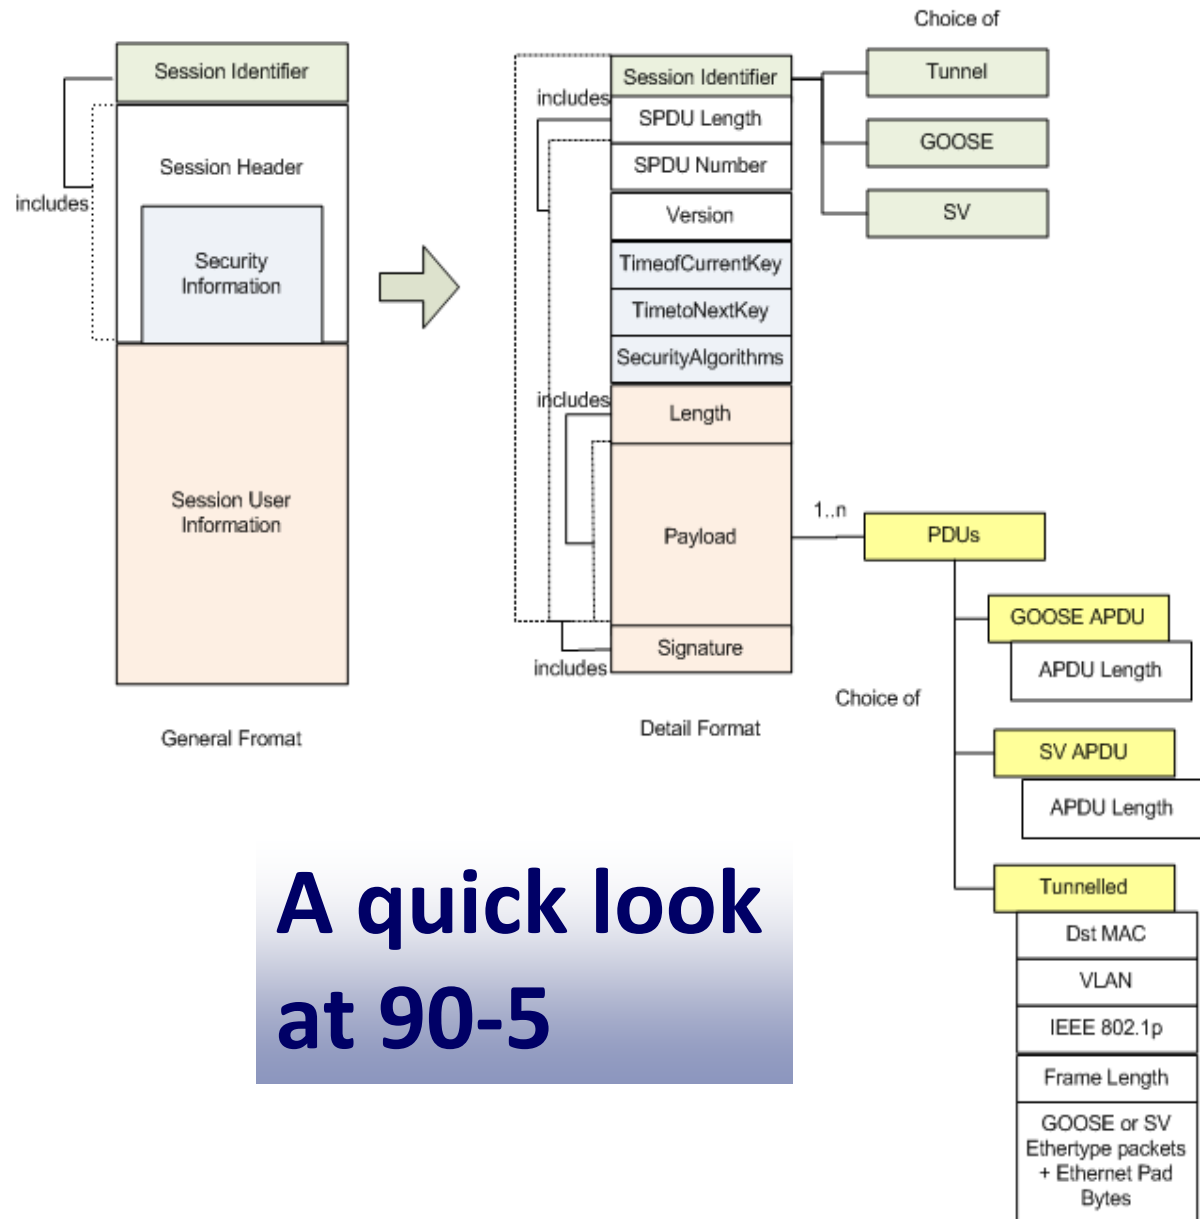 Session Identifier
includes
Session Header
Security
Information
Session User
Information
General Fromat
includes
Session Identifier
SPDU Length
SPDU Number
Version
TimeofCurrentKey
TimetoNextKey
SecurityAlgorithms
includes
Length
Payload
Signature
includes
Detail Format
Choice of
Tunnel
GOOSE
SV
1..n
PDUs
GOOSE APDU
APDU Length
Choice of
SV APDU
APDU Length
Tunnelled
Dst MAC
VLAN
IEEE 802.1p
Frame Length
GOOSE or SV
Ethertype packets
+ Ethernet Pad
Bytes
A quick look
at 90-5